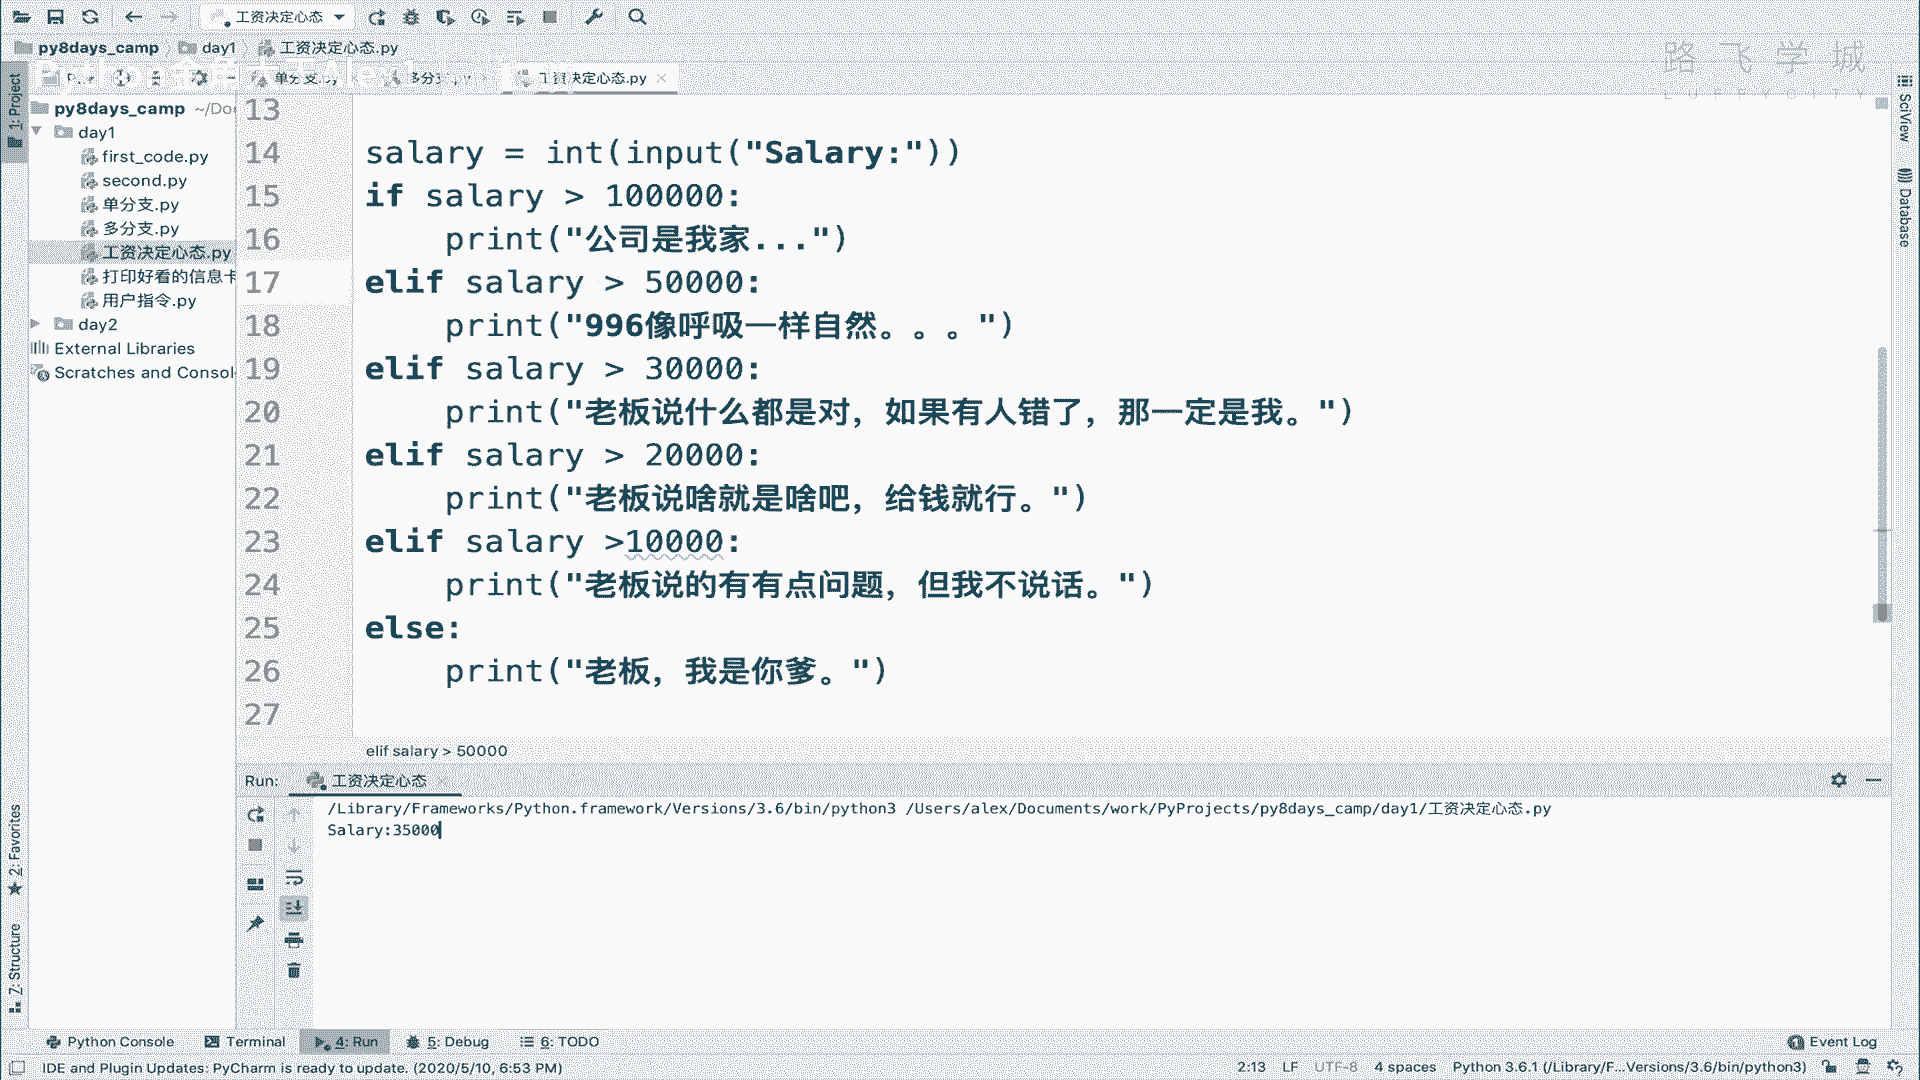 工资决定心态
py8days_camp day1 工资决定心态.py
路飞学城
LUFFYCITY
单分支.py 多分支.py 工资决定心态.py
1: Project
py8days_camp ~/Do
day1
first_code.py
second.py
单分支.py
多分支.py
工资决定心态.py
打印好看的信息卡
用户指令.py
day2
External Libraries
Scratches and Consol
13
14 salary = int(input("Salary:"))
15 if salary > 100000:
16 print("公司是我家...")
17 elif salary > 50000:
18 print("996像呼吸一样自然。。。")
19 elif salary > 30000:
20 print("老板说什么都是对，如果有人错了，那一定是我。")
21 elif salary > 20000:
22 print("老板说啥就是啥吧，给钱就行。")
23 elif salary >10000:
24 print("老板说的有有点问题，但我不说话。")
25 else:
26 print("老板，我是你爹。")
27
elif salary > 50000
SciView
Database
Run: 工资决定心态
/Library/Frameworks/Python.framework/Versions/3.6/bin/python3 /Users/alex/Documents/work/PyProjects/py8days_camp/day1/工资决定心态.py
Salary:35000
2: Favorites
7: Structure
Python Console Terminal 4: Run 5: Debug 6: TODO Event Log
IDE and Plugin Updates: PyCharm is ready to update. (2020/5/10, 6:53 PM) 2:13 LF UTF-8 4 spaces Python 3.6.1 (/Library/F...Versions/3.6/bin/python3)